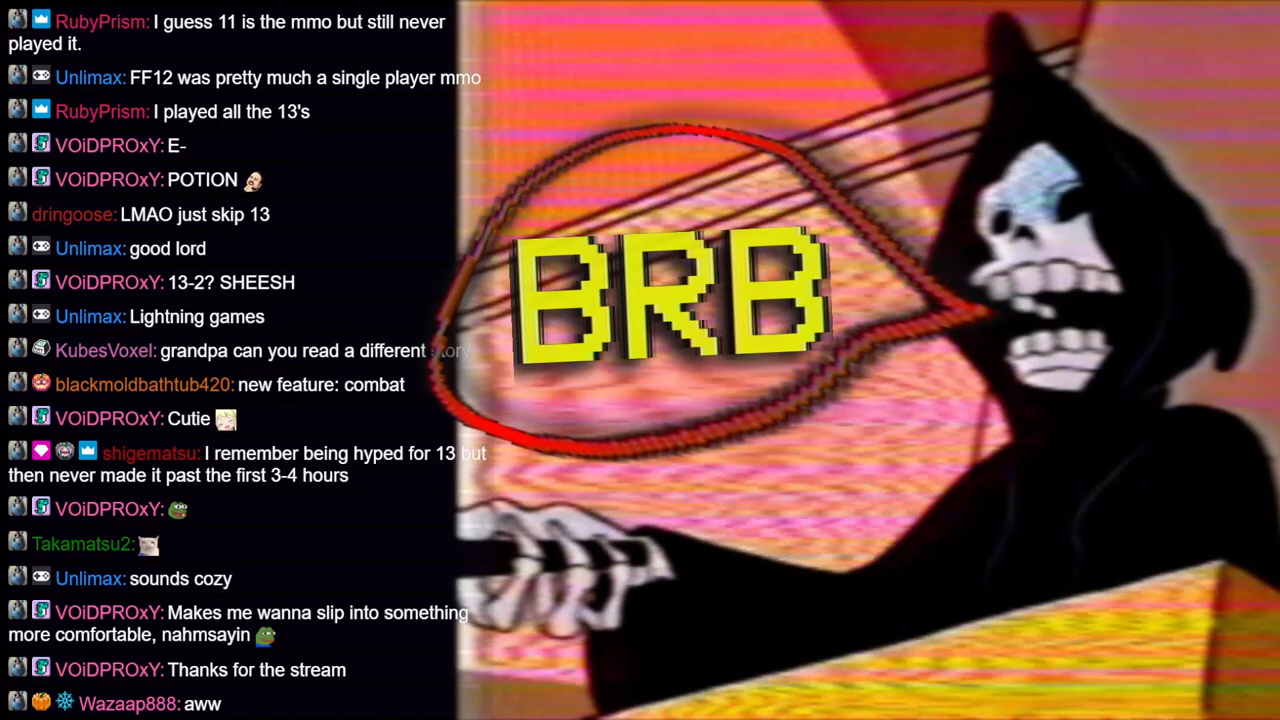 RubyPrism: I guess 11 is the mmo but still never
played it.
Unlimax: FF12 was pretty much a single player mmo
RubyPrism: I played all the 13's
VOiDPROxY: E-
VOiDPROxY: POTION
dringoose: LMAO just skip 13
Unlimax: good lord
VOiDPROxY: 13-2? SHEESH
Unlimax: Lightning games
KubesVoxel: grandpa can you read a different story
blackmoldbathtub420: new feature: combat
VOiDPROxY: Cutie
shigematsu: I remember being hyped for 13 but
then never made it past the first 3-4 hours
VOiDPROxY:
Takamatsu2:
Unlimax: sounds cozy
VOiDPROxY: Makes me wanna slip into something
more comfortable, nahmsayin
VOiDPROxY: Thanks for the stream
Wazaap888: aww
BRB